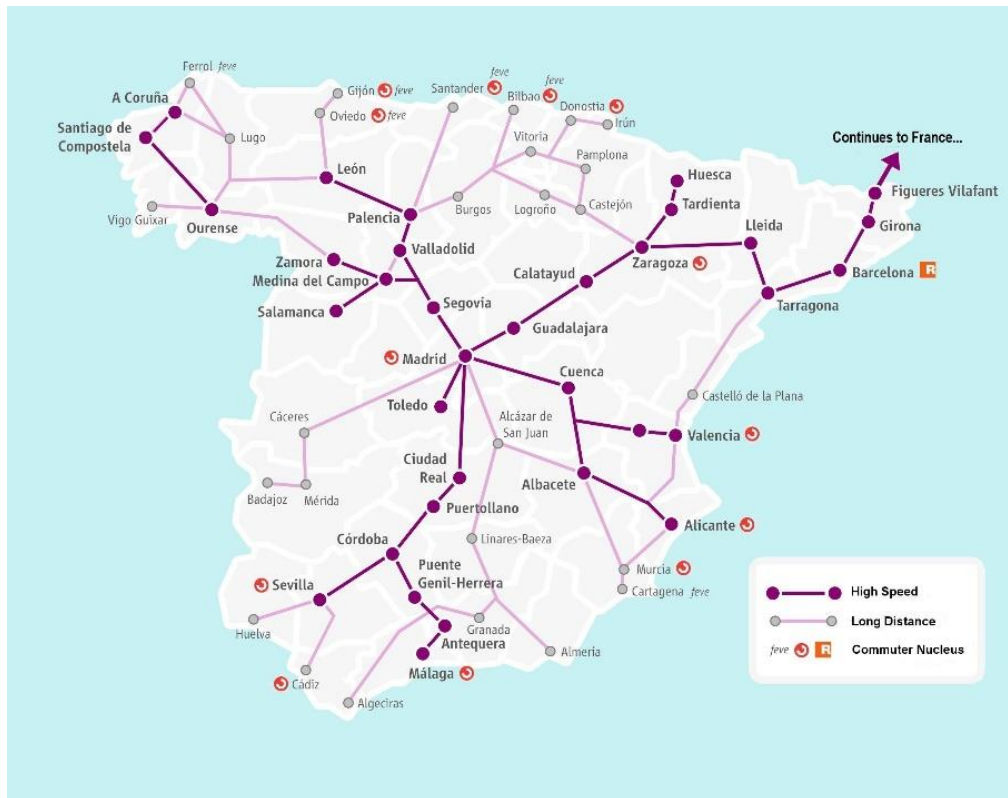 Ferrol feve
A Coruña
Santiago de
Compostela
Lugo
Vigo Guixar
Ourense
Gijón feve
Oviedo feve
León
Santander feve
Bilbao feve
Donostia
Irún
Vitoria
Pamplona
Palencia
Burgos
Logroño
Castejón
Huesca
Tardienta
Continues to France...
Figueres Vilafant
Girona
Lleida
Barcelona R
Tarragona
Zaragoza
Calatayud
Guadalajara
Valladolid
Zamora
Medina del Campo
Salamanca
Segovia
Madrid
Toledo
Cuenca
Castelló de la Plana
Valencia
Cáceres
Badajoz
Mérida
Alcázar de
San Juan
Ciudad
Real
Albacete
Puertollano
Alicante
Linares-Baeza
Murcia
Cartagena feve
Córdoba
Puente
Genil-Herrera
Sevilla
Huelva
Granada
Antequera
Almería
Málaga
Cádiz
Algeciras
High Speed
Long Distance
feve R Commuter Nucleus